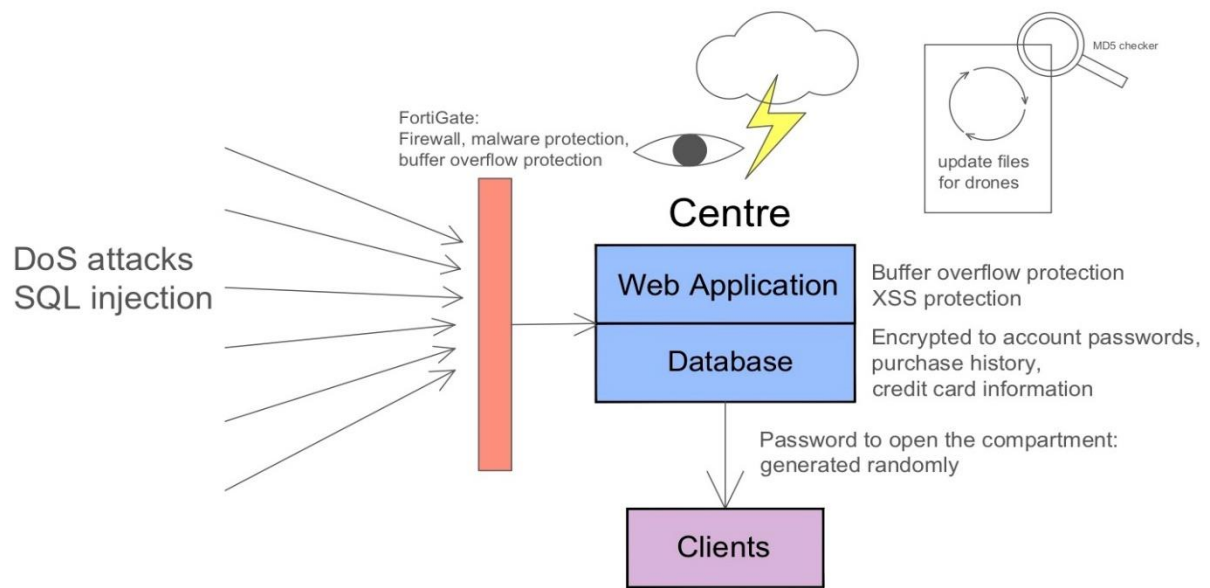 MD5 checker
FortiGate:
Firewall, malware protection,
buffer overflow protection
update files
for drones
Centre
DoS attacks
SQL injection
Web Application
Buffer overflow protection
XSS protection
Database
Encrypted to account passwords,
purchase history,
credit card information
Password to open the compartment:
generated randomly
Clients